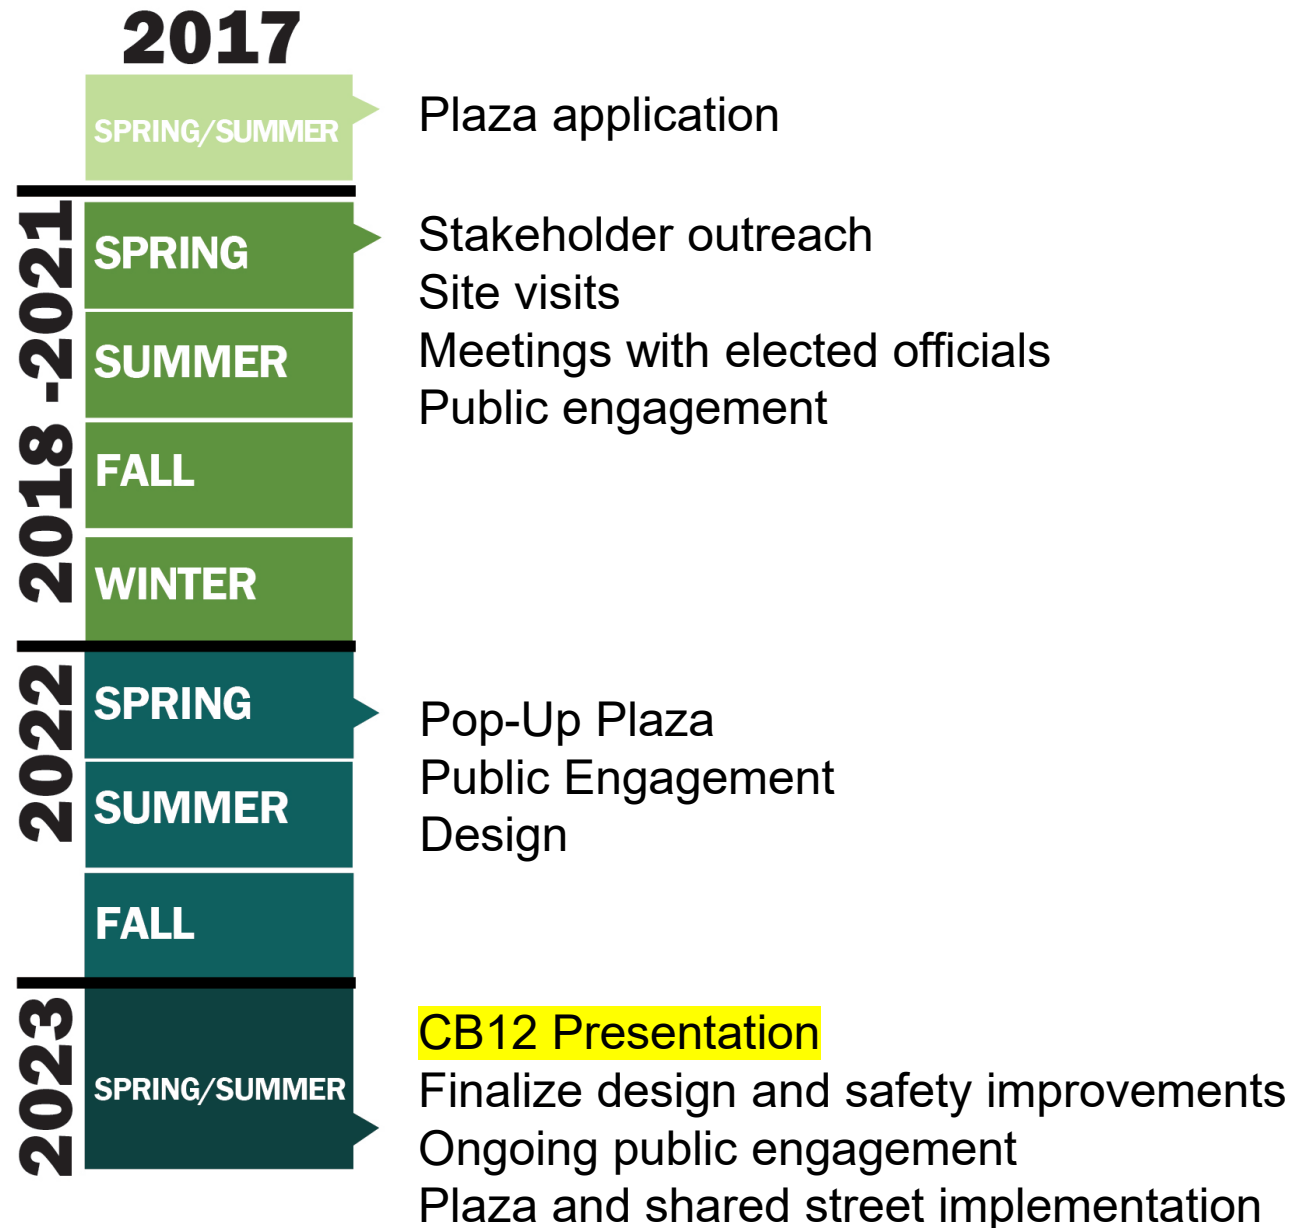 2017
SPRING/SUMMER
Plaza application
2018 -2021
SPRING
Stakeholder outreach
Site visits
SUMMER
Meetings with elected officials
Public engagement
FALL
WINTER
2022
SPRING
Pop-Up Plaza
Public Engagement
SUMMER
Design
FALL
2023
SPRING/SUMMER
CB12 Presentation
Finalize design and safety improvements
Ongoing public engagement
Plaza and shared street implementation